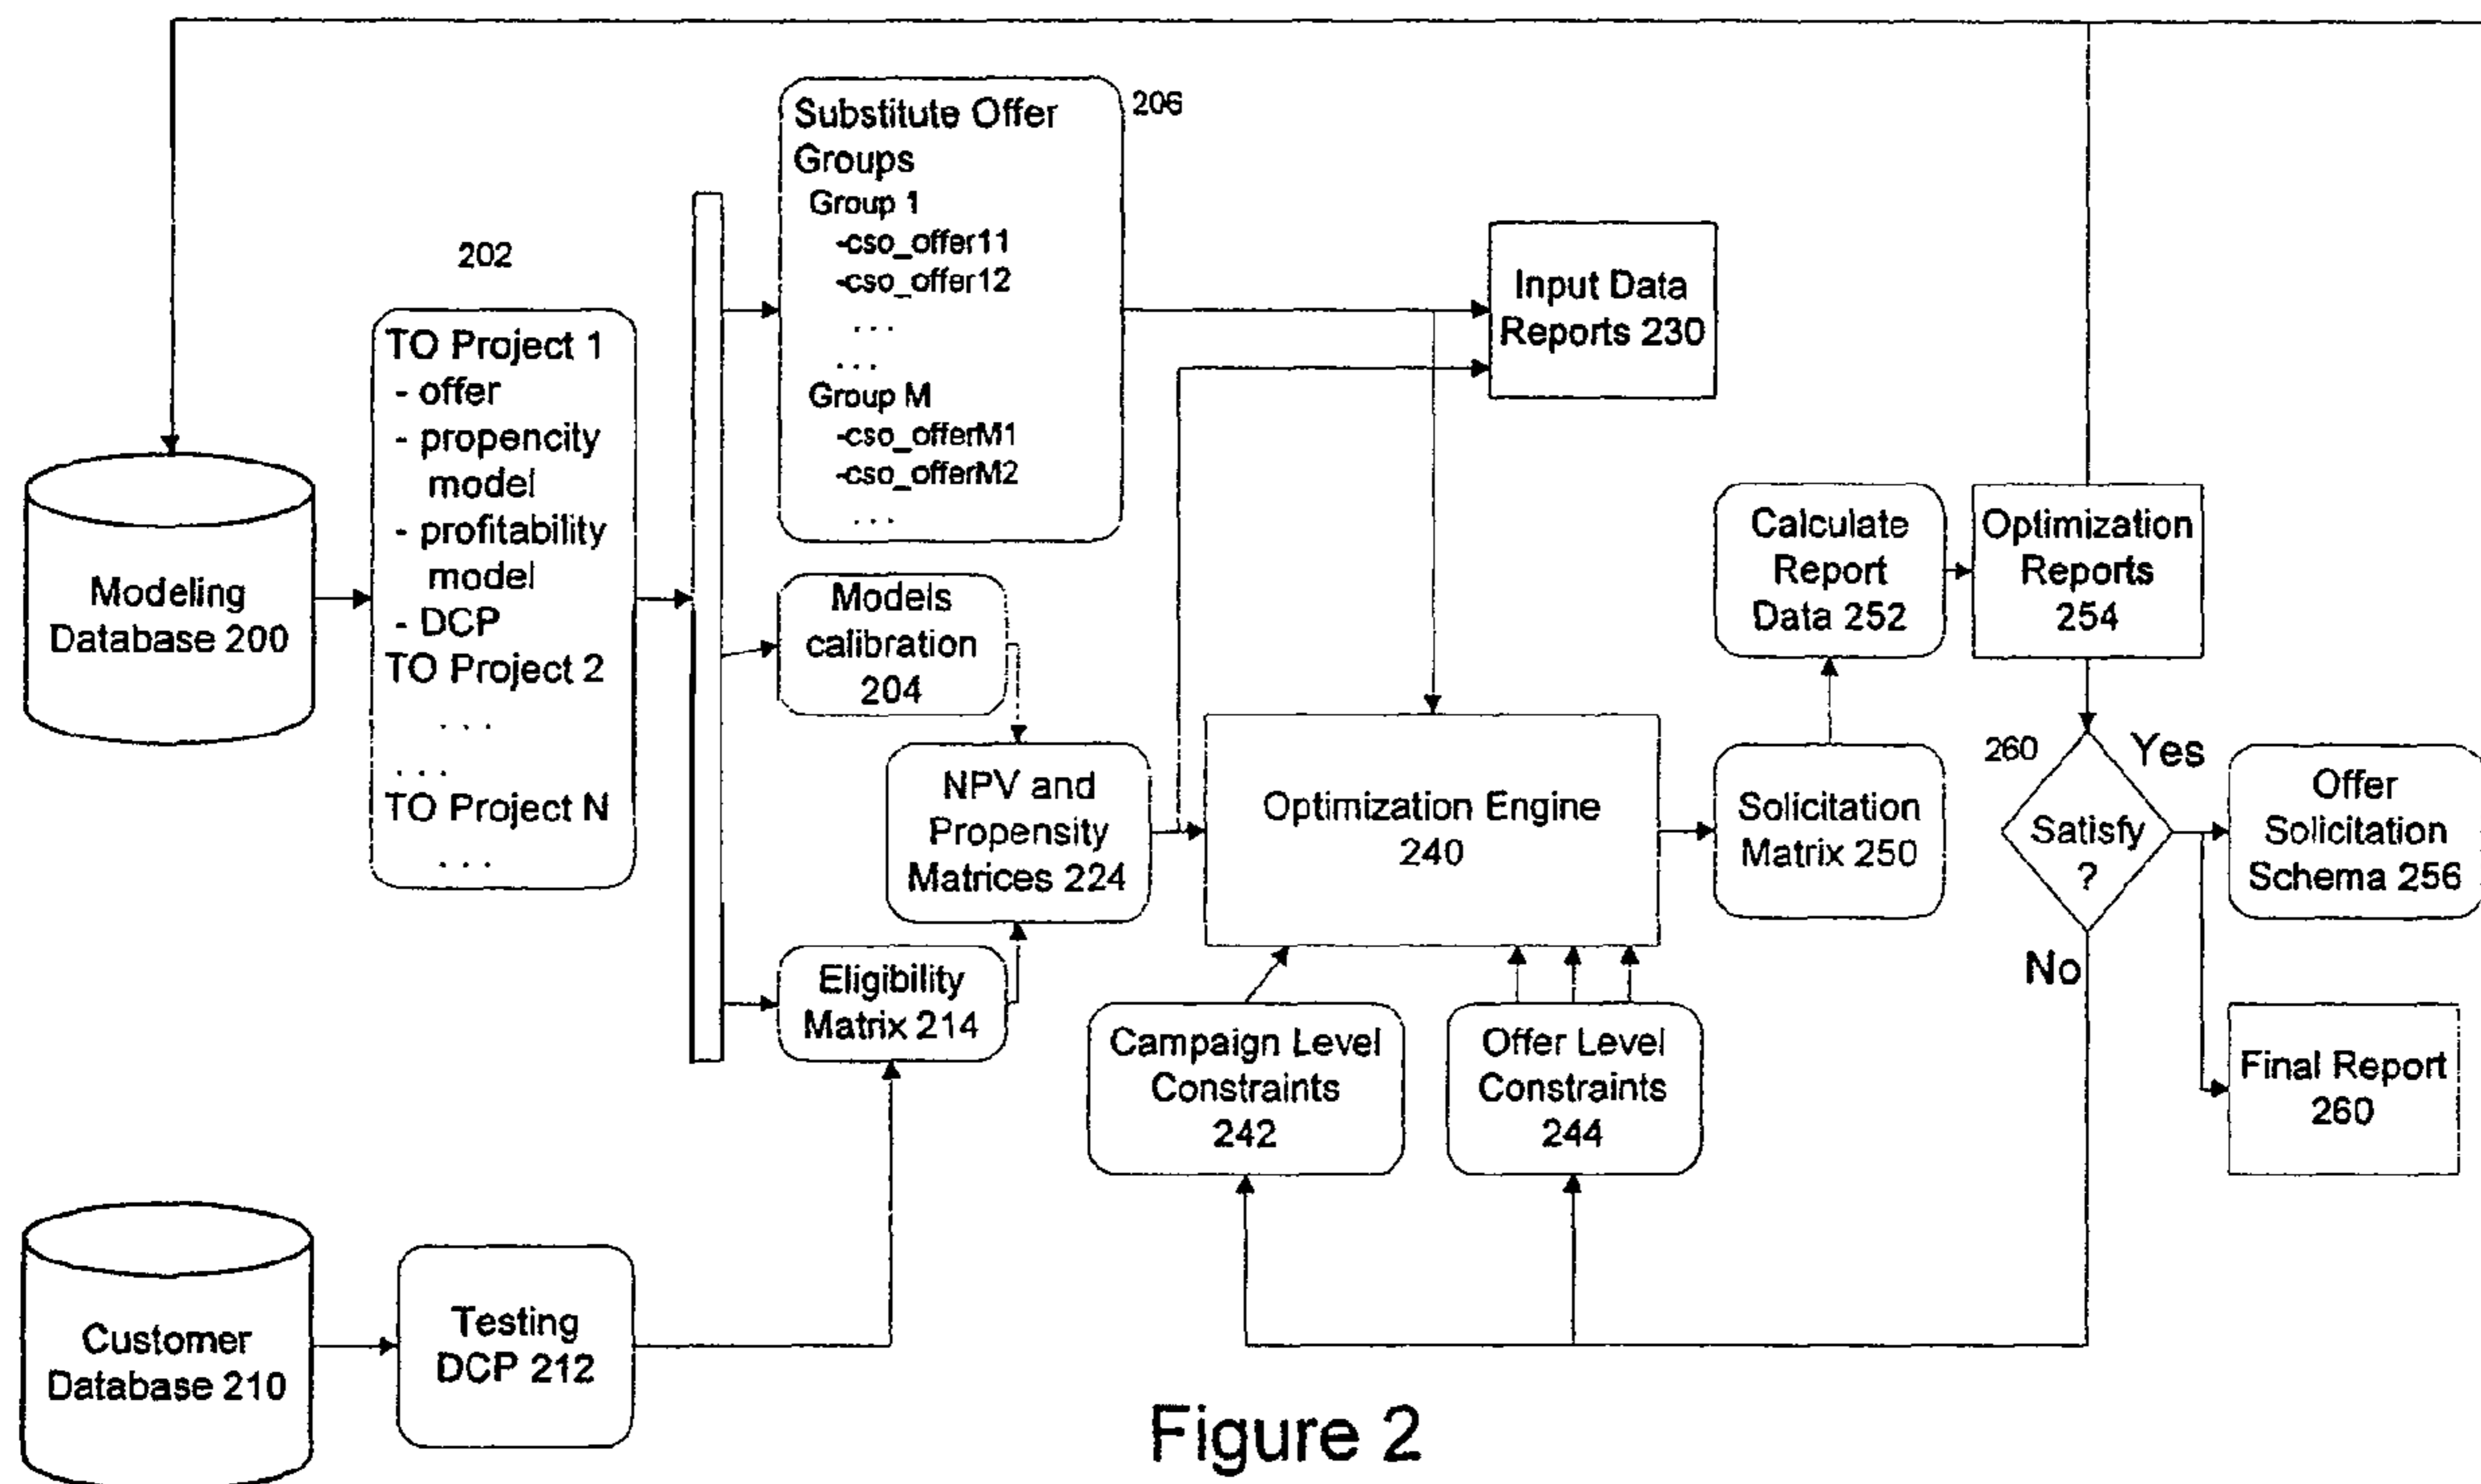 206
Substitute Offer
Groups
Group 1
-cso_offer11
-cso_offer12
. . .
. . .
Group M
-cso_offerM1
-cso_offerM2
. . .
202
TO Project 1
- offer
- propencity
model
- profitability
model
- DCP
TO Project 2
. . .
. . .
TO Project N
. . .
Modeling
Database 200
Input Data
Reports 230
Models
calibration
204
NPV and
Propensity
Matrices 224
Eligibility
Matrix 214
Optimization Engine
240
Campaign Level
Constraints
242
Offer Level
Constraints
244
Solicitation
Matrix 250
Calculate
Report
Data 252
Optimization
Reports
254
260
Yes
Satisfy
?
No
Offer
Solicitation
Schema 256
Final Report
260
Customer
Database 210
Testing
DCP 212
Figure 2